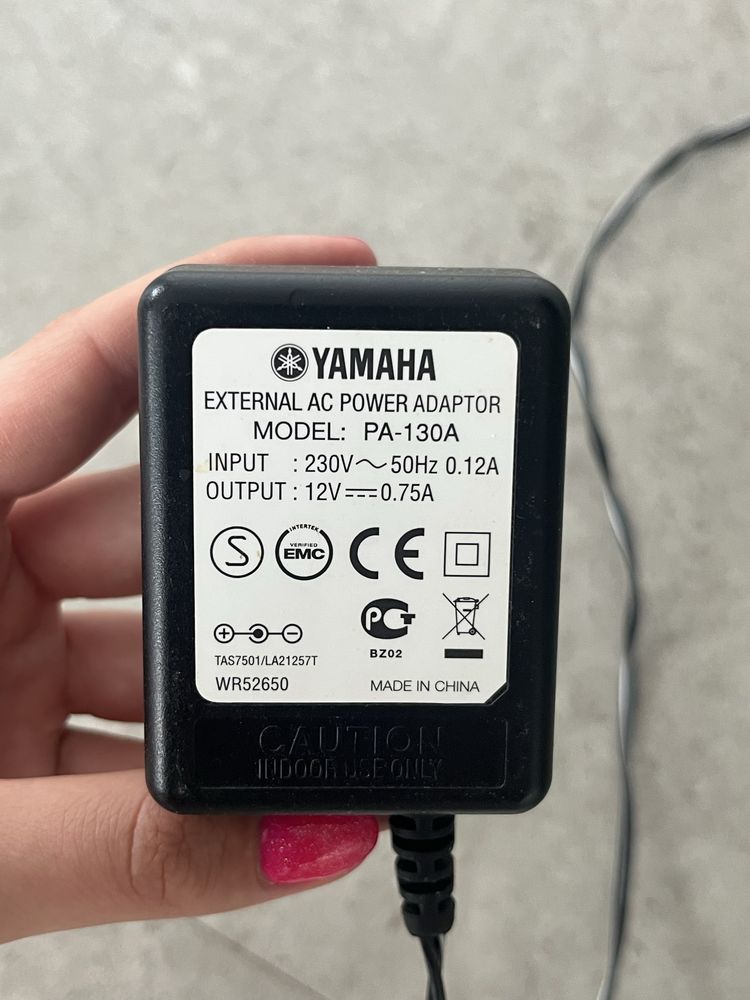 YAMAHA
EXTERNAL AC POWER ADAPTOR
MODEL: PA-130A
INPUT : 230V～50Hz 0.12A
OUTPUT : 12V⎓0.75A
S
INTERTEK
VERIFIED
EMC
CE
PCT
BZ02
TAS7501/LA21257T
WR52650
MADE IN CHINA
CAUTION
INDOOR USE ONLY